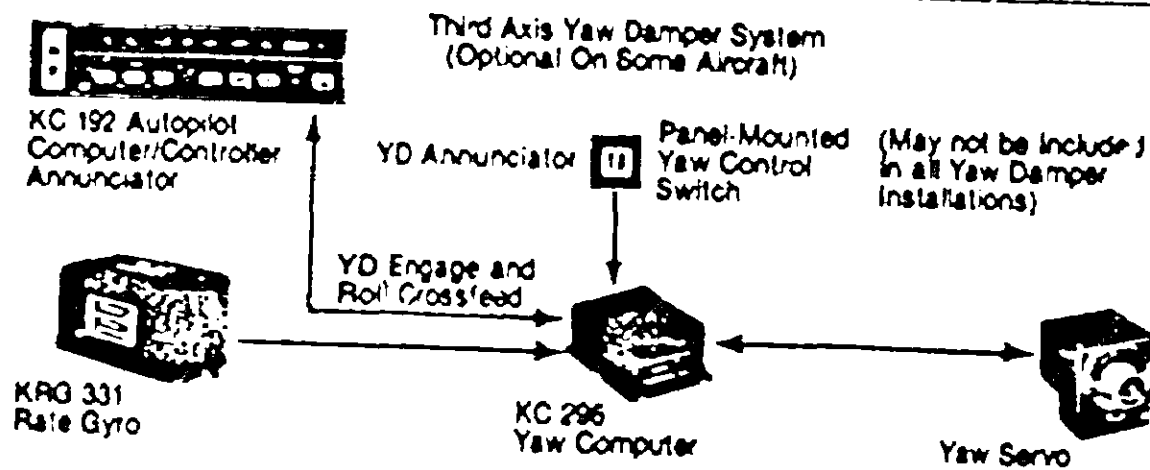 Third Axis Yaw Damper System
(Optional On Some Aircraft)
KC 192 Autopilot
Computer/Controller
Annunciator
YD Annunciator
Panel-Mounted
Yaw Control
Switch
(May not be included
in all Yaw Damper
Installations)
YD Engage and
Roll Crossfeed
KRG 331
Rate Gyro
KC 296
Yaw Computer
Yaw Servo